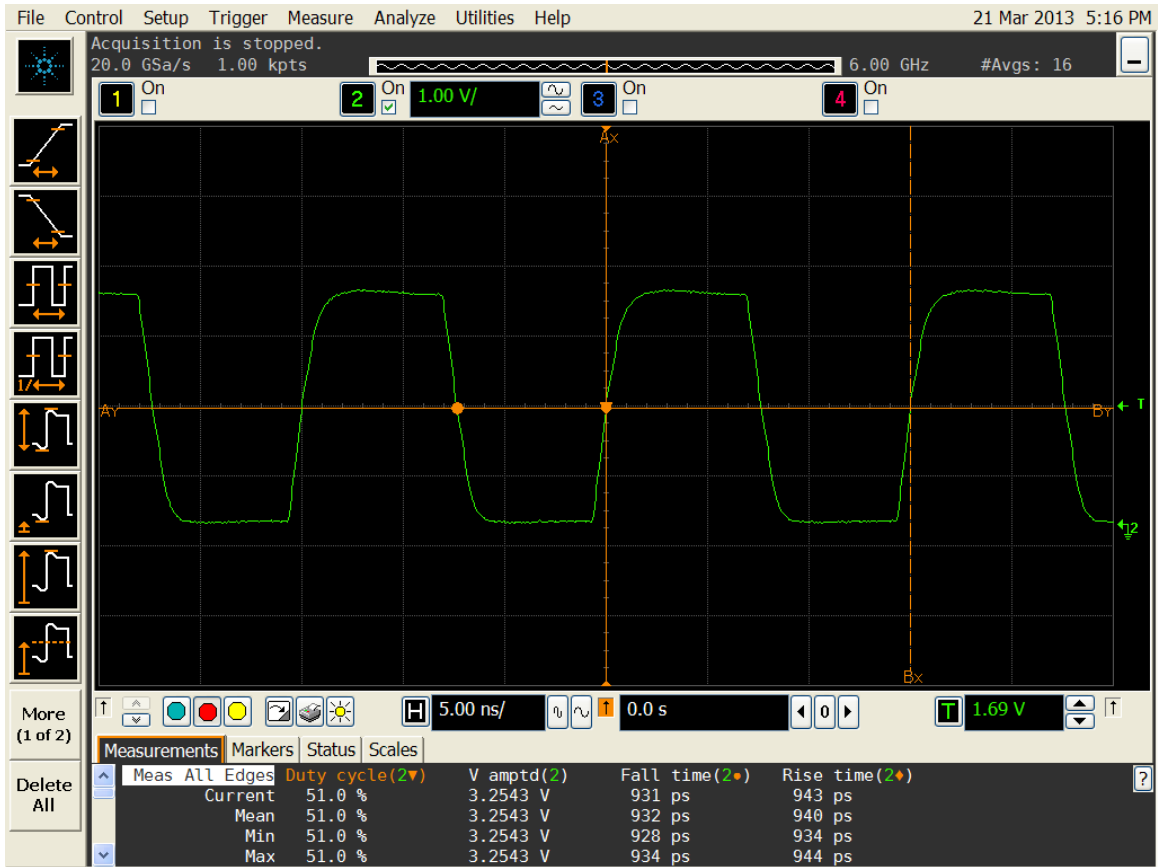 File Control Setup Trigger Measure Analyze Utilities Help 21 Mar 2013 5:16 PM
Acquisition is stopped.
20.0 GSa/s 1.00 kpts 6.00 GHz #Avgs: 16
1 On 2 On 1.00 V/ 3 On 4 On
Ax
1/
AY BY T
2
Bx
More
(1 of 2)
Delete
All
H 5.00 ns/ 0.0 s 0 T 1.69 V
Measurements Markers Status Scales
Meas All Edges Duty cycle(2▼) V amptd(2) Fall time(2●) Rise time(2♦) ?
Current 51.0 % 3.2543 V 931 ps 943 ps
Mean 51.0 % 3.2543 V 932 ps 940 ps
Min 51.0 % 3.2543 V 928 ps 934 ps
Max 51.0 % 3.2543 V 934 ps 944 ps